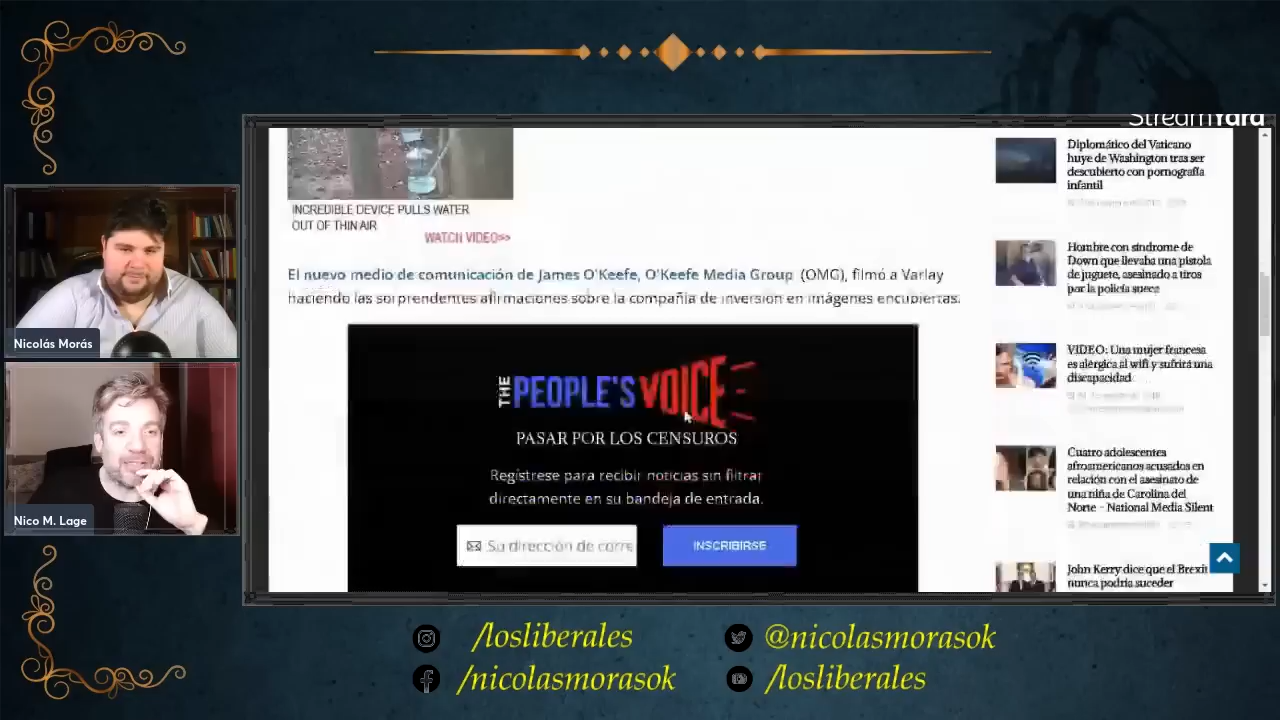 StreamYard
Nicolás Morás
Nico M. Lage
INCREDIBLE DEVICE PULLS WATER
OUT OF THIN AIR
WATCH VIDEO>>
El nuevo medio de comunicación de James O'Keefe, O'Keefe Media Group (OMG), filmó a Varlay
haciendo las sorprendentes afirmaciones sobre la compañía de inversión en imágenes encubiertas.
THE PEOPLE'S VOICE
PASAR POR LOS CENSUROS
Regístrese para recibir noticias sin filtrar
directamente en su bandeja de entrada.
Su dirección de corre
INSCRIBIRSE
Diplomático del Vaticano
huye de Washington tras ser
descubierto con pornografía
infantil
Hombre con síndrome de
Down que llevaba una pistola
de juguete, asesinado a tiros
por la policía sueca
VIDEO: Una mujer francesa
es alérgica al wifi y sufrirá una
discapacidad
Cuatro adolescentes
afroamericanos acusados en
relación con el asesinato de
una niña de Carolina del
Norte - National Media Silent
John Kerry dice que el Brexit
nunca podría suceder
/losliberales
@nicolasmorasok
/nicolasmorasok
/losliberales